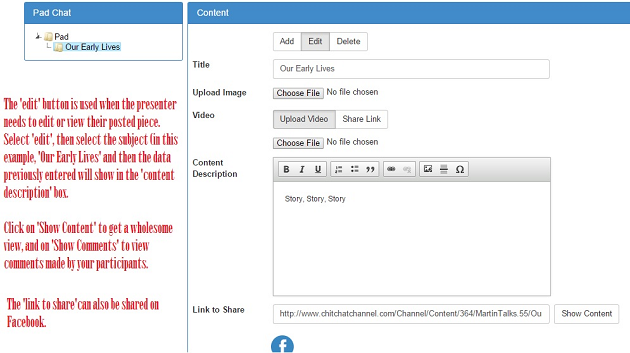 Pad Chat
Pad
Our Early Lives
The 'edit' button is used when the presenter
needs to edit or view their posted piece.
Select 'edit', then select the subject (in this
example, 'Our Early Lives' and then the data
previously entered will show in the 'content
description' box.
Click on 'Show Content' to get a wholesome
view, and on 'Show Comments' to view
comments made by your participants.
The 'link to share'can also be shared on
Facebook.
Content
Add Edit Delete
Title Our Early Lives
Upload Image Choose File No file chosen
Video Upload Video Share Link
Choose File No file chosen
Content
Description
B I U
Story, Story, Story
Link to Share http://www.chitchatchannel.com/Channel/Content/364/MartinTalks.55/Ou Show Content